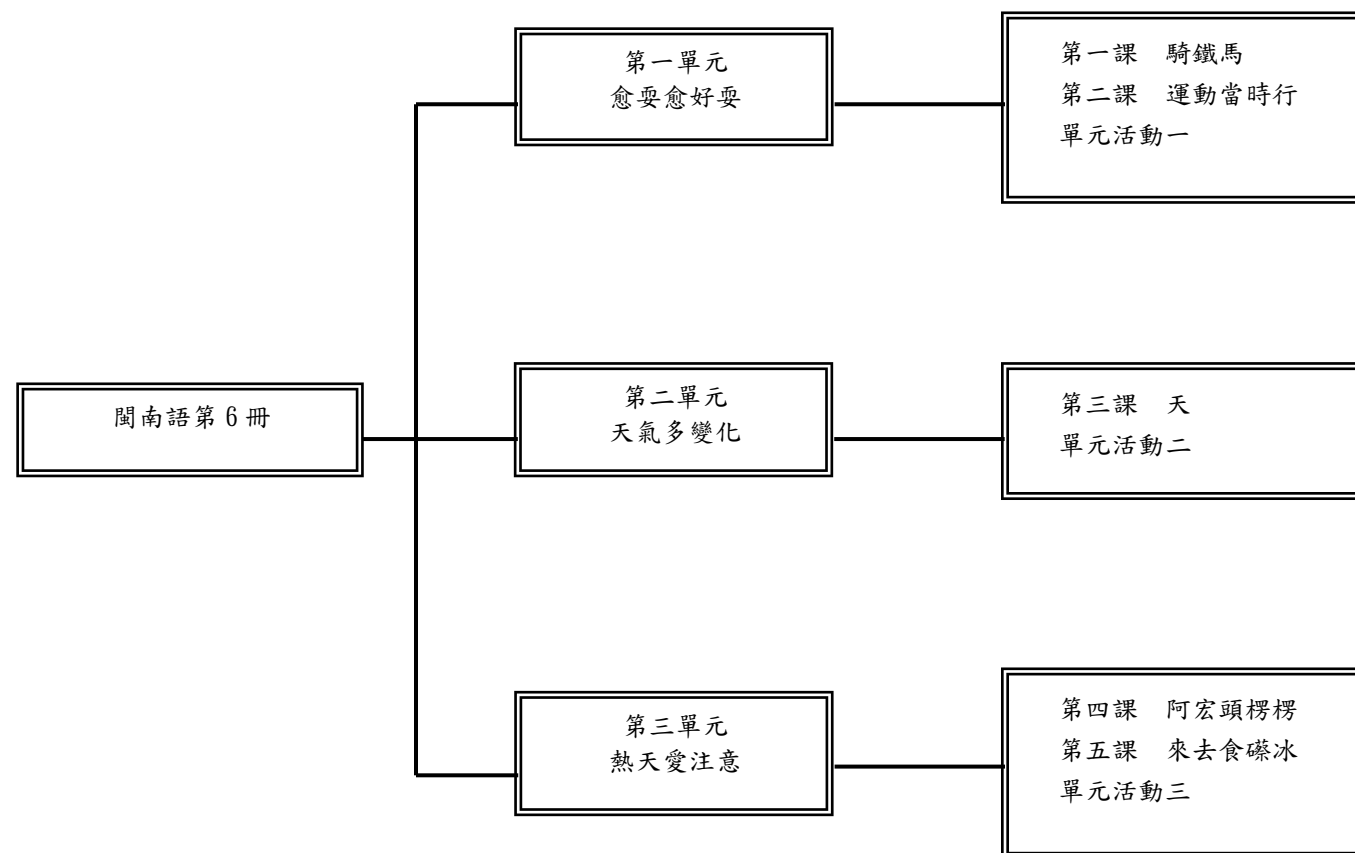 閩南語第 6 冊
第一單元
愈耍愈好耍
第一課　騎鐵馬
第二課　運動當時行
單元活動一
第二單元
天氣多變化
第三課　天
單元活動二
第三單元
熱天愛注意
第四課　阿宏頭楞楞
第五課　來去食礤冰
單元活動三